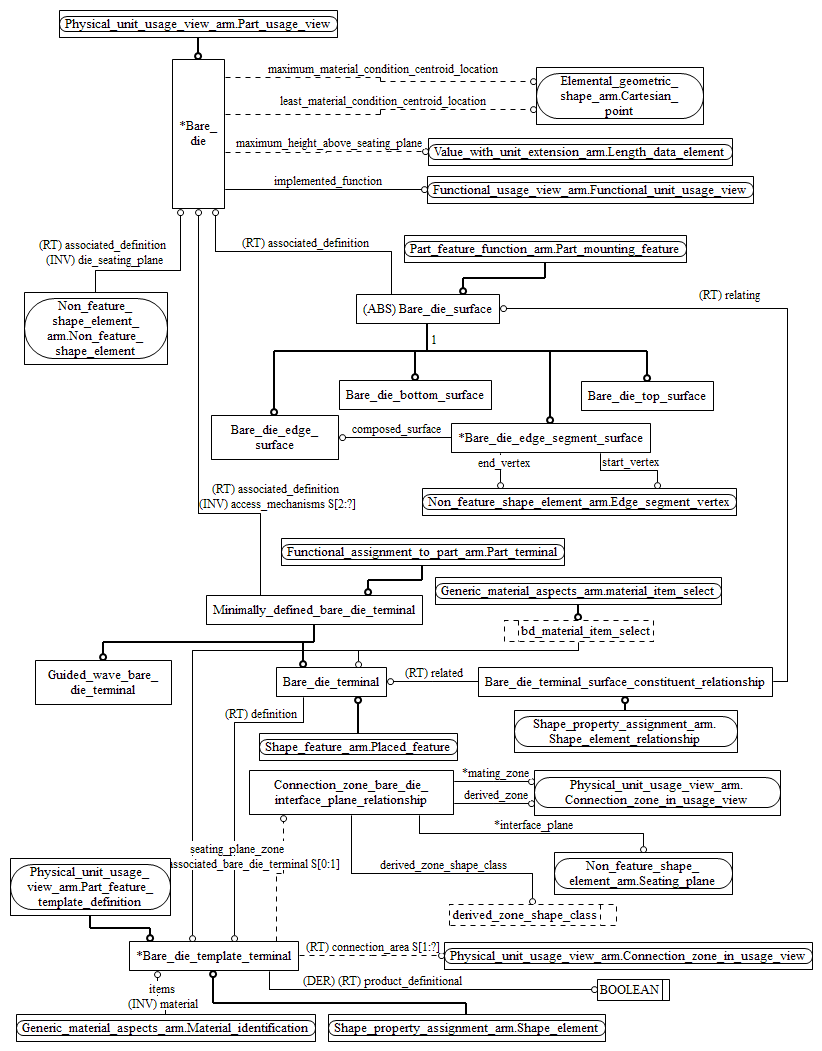 Physical_unit_usage_view_arm.Part_usage_view
maximum_material_condition_centroid_location
Elemental_geometric_
shape_arm.Cartesian_
point
least_material_condition_centroid_location
*Bare_
die
maximum_height_above_seating_plane
Value_with_unit_extension_arm.Length_data_element
implemented_function
Functional_usage_view_arm.Functional_unit_usage_view
(RT) associated_definition
(INV) die_seating_plane
(RT) associated_definition
Part_feature_function_arm.Part_mounting_feature
Non_feature_
shape_element_
arm.Non_feature_
shape_element
(ABS) Bare_die_surface
(RT) relating
1
Bare_die_bottom_surface
Bare_die_top_surface
Bare_die_edge_
surface
composed_surface
*Bare_die_edge_segment_surface
end_vertex
start_vertex
(RT) associated_definition
(INV) access_mechanisms S[2:?]
Non_feature_shape_element_arm.Edge_segment_vertex
Functional_assignment_to_part_arm.Part_terminal
Generic_material_aspects_arm.material_item_select
Minimally_defined_bare_die_terminal
bd_material_item_select
Guided_wave_bare_
die_terminal
Bare_die_terminal
(RT) related
Bare_die_terminal_surface_constituent_relationship
(RT) definition
Shape_feature_arm.Placed_feature
Shape_property_assignment_arm.
Shape_element_relationship
Connection_zone_bare_die_
interface_plane_relationship
*mating_zone
derived_zone
Physical_unit_usage_view_arm.
Connection_zone_in_usage_view
*interface_plane
seating_plane_zone
associated_bare_die_terminal S[0:1]
derived_zone_shape_class
Non_feature_shape_
element_arm.Seating_plane
Physical_unit_usage_
view_arm.Part_feature_
template_definition
derived_zone_shape_class
*Bare_die_template_terminal
(RT) connection_area S[1:?]
Physical_unit_usage_view_arm.Connection_zone_in_usage_view
items
(INV) material
(DER) (RT) product_definitional
BOOLEAN
Generic_material_aspects_arm.Material_identification
Shape_property_assignment_arm.Shape_element